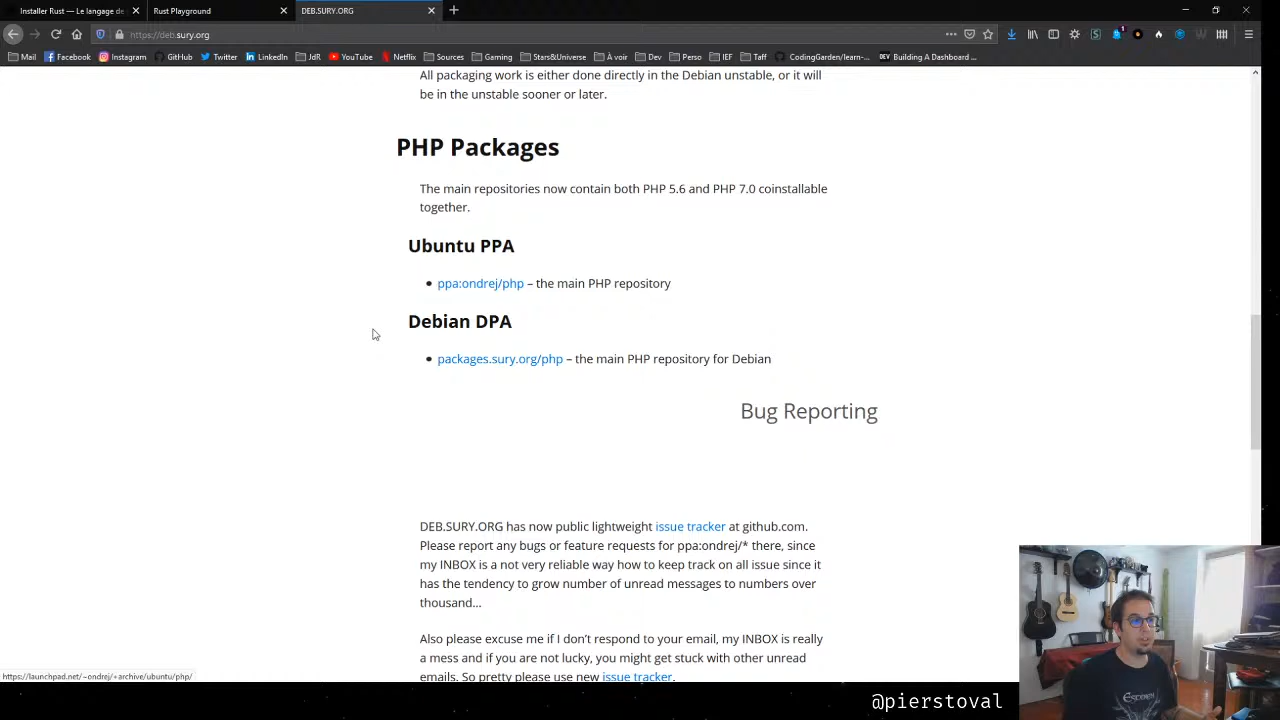 Installer Rust — Le langage de
Rust Playground
DEB.SURY.ORG
https://deb.sury.org
Mail
Facebook
Instagram
GitHub
Twitter
LinkedIn
JdR
YouTube
Netflix
Sources
Gaming
Stars&Universe
À voir
Dev
Perso
IEF
Taff
CodingGarden/learn-...
DEV Building A Dashboard ...
All packaging work is either done directly in the Debian unstable, or it will
be in the unstable sooner or later.
PHP Packages
The main repositories now contain both PHP 5.6 and PHP 7.0 coinstallable
together.
Ubuntu PPA
• ppa:ondrej/php – the main PHP repository
Debian DPA
• packages.sury.org/php – the main PHP repository for Debian
Bug Reporting
DEB.SURY.ORG has now public lightweight issue tracker at github.com.
Please report any bugs or feature requests for ppa:ondrej/* there, since
my INBOX is a not very reliable way how to keep track on all issue since it
has the tendency to grow number of unread messages to numbers over
thousand...
Also please excuse me if I don't respond to your email, my INBOX is really
a mess and if you are not lucky, you might get stuck with other unread
emails. So pretty please use new issue tracker.
https://launchpad.net/~ondrej/+archive/ubuntu/php/
@pierstoval